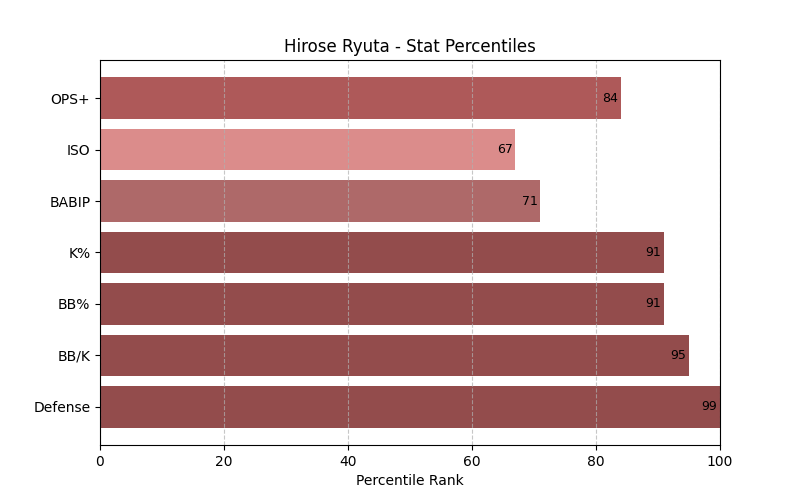 Hirose Ryuta - Stat Percentiles
OPS+ 84
ISO 67
BABIP 71
K% 91
BB% 91
BB/K 95
Defense 99
0 20 40 60 80 100
Percentile Rank